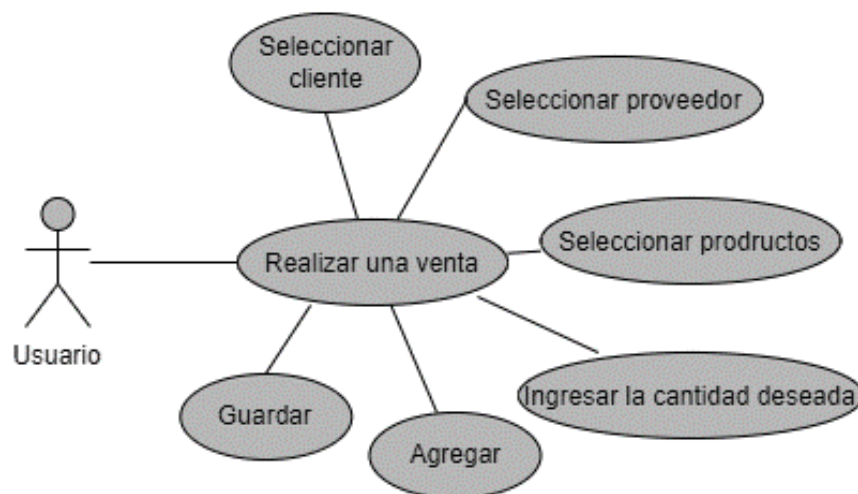 Seleccionar
cliente
Seleccionar proveedor
Seleccionar prodructos
Realizar una venta
Usuario
Ingresar la cantidad deseada
Guardar
Agregar